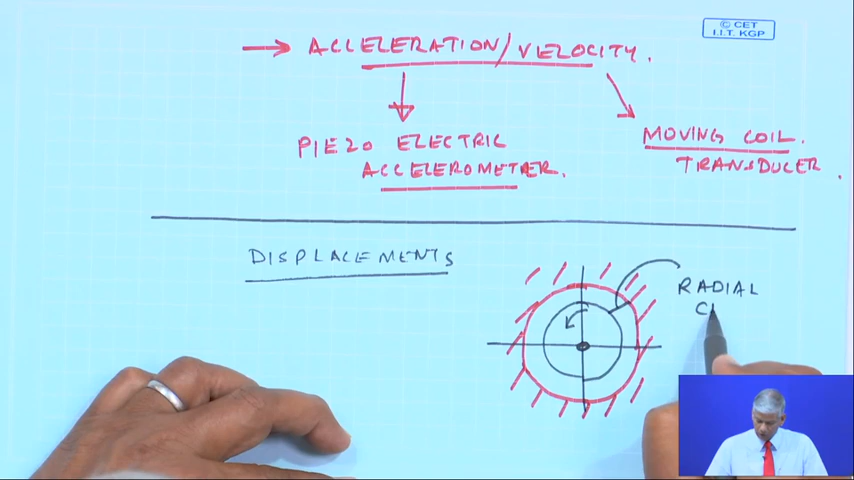 © CET
I.I.T. KGP
ACCELERATION/VELOCITY.
PIEZO ELECTRIC
ACCELEROMETER.
MOVING COIL.
TRANSDUCER.
DISPLACEMENTS
RADIAL
C